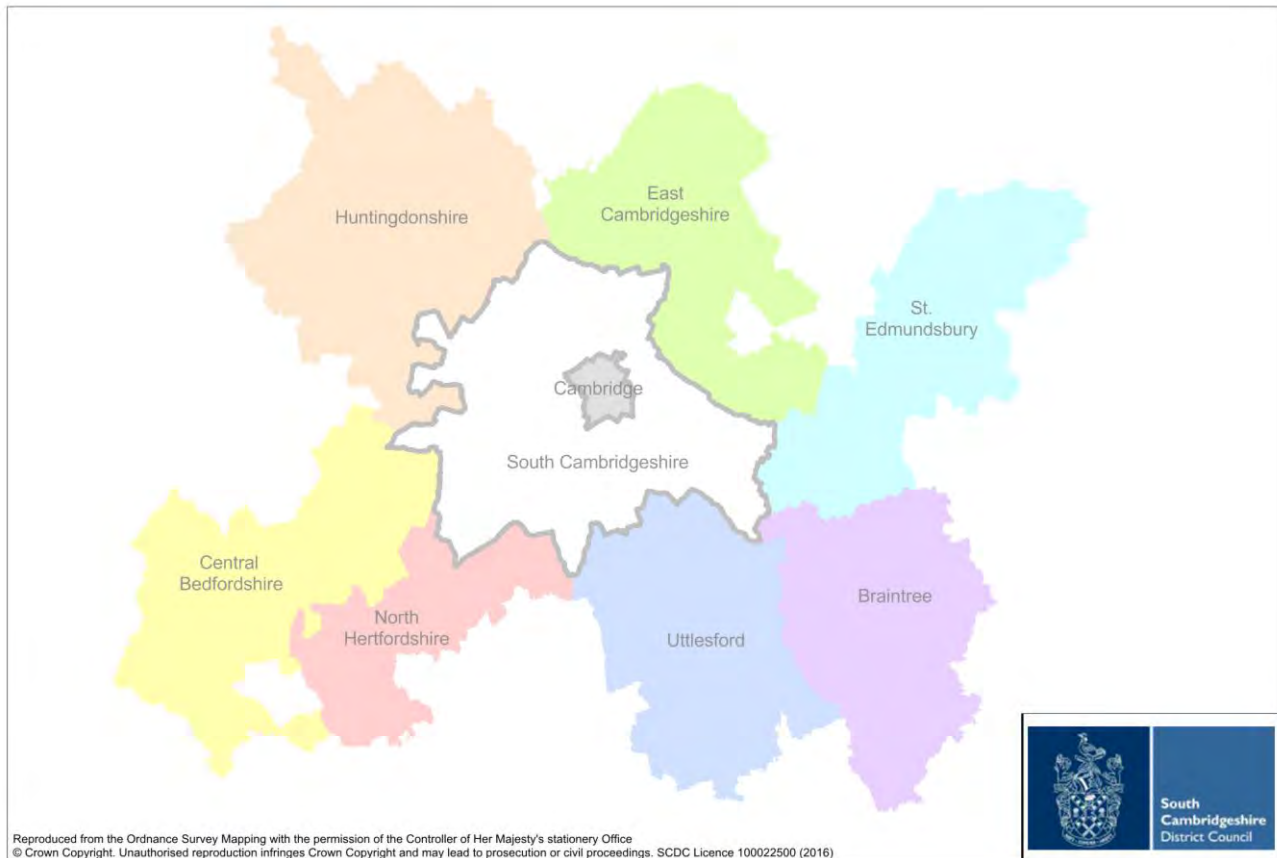 East
Cambridgeshire
Huntingdonshire
St.
Edmundsbury
Cambridge
South Cambridgeshire
Central
Bedfordshire
North
Hertfordshire
Uttlesford
Braintree
South
Cambridgeshire
District Council
Reproduced from the Ordnance Survey Mapping with the permission of the Controller of Her Majesty's stationery Office
© Crown Copyright. Unauthorised reproduction infringes Crown Copyright and may lead to prosecution or civil proceedings. SCDC Licence 100022500 (2016)